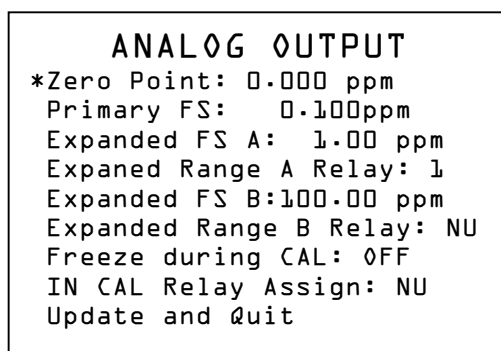 ANALOG OUTPUT
*Zero Point: 0.000 ppm
Primary FS: 0.100ppm
Expanded FS A: 1.00 ppm
Expaned Range A Relay: 1
Expanded FS B:100.00 ppm
Expanded Range B Relay: NU
Freeze during CAL: OFF
IN CAL Relay Assign: NU
Update and Quit